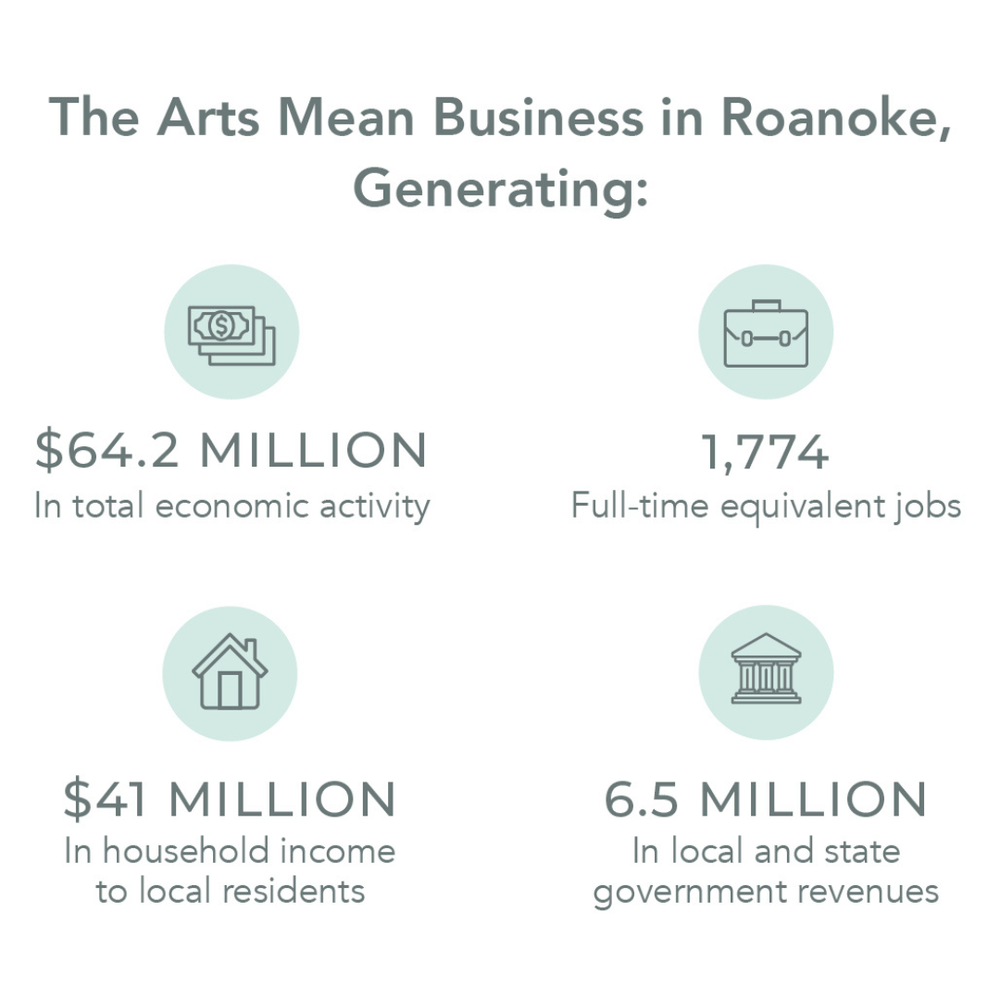 The Arts Mean Business in Roanoke,
Generating:
$64.2 MILLION
In total economic activity
1,774
Full-time equivalent jobs
$41 MILLION
In household income
to local residents
6.5 MILLION
In local and state
government revenues